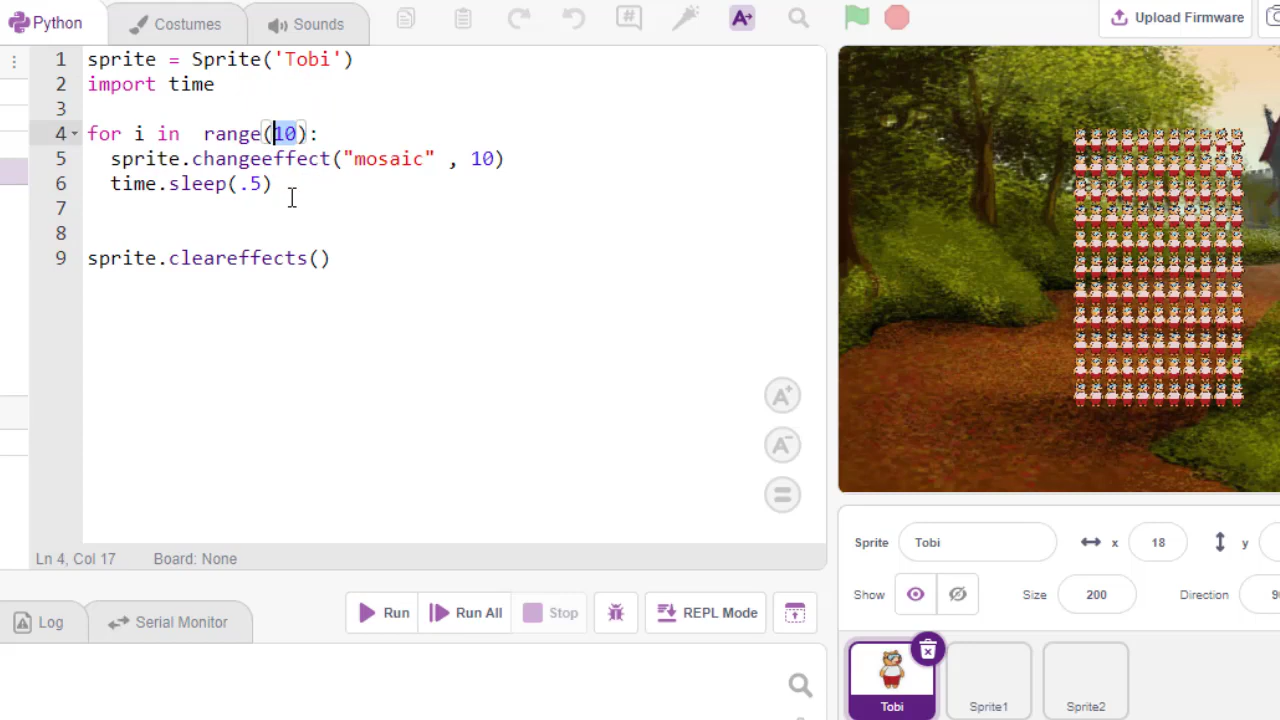 Python Costumes Sounds Upload Firmware
1 sprite = Sprite('Tobi')
2 import time
3
4 for i in  range(10):
5   sprite.changeeffect("mosaic" , 10)
6   time.sleep(.5)
7
8
9 sprite.cleareffects()
Ln 4, Col 17 Board: None
Run Run All Stop REPL Mode
Log Serial Monitor
Sprite Tobi x 18 y
Show Size 200 Direction
Tobi Sprite1 Sprite2